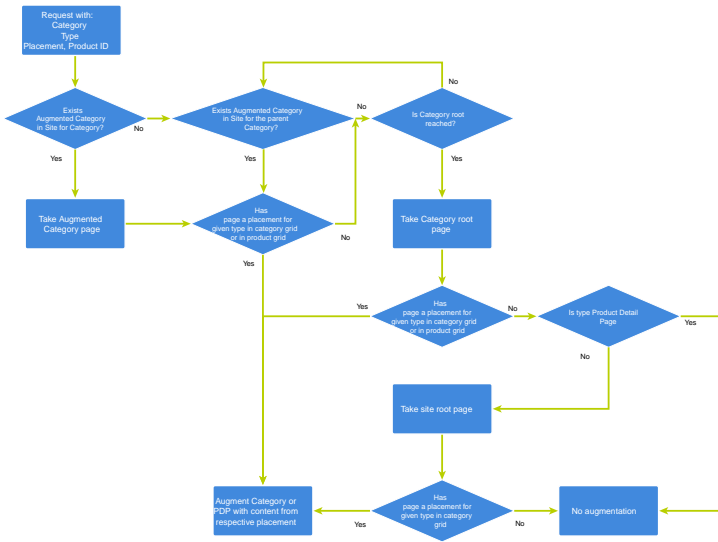 Request with:
Category
Type
Placement, Product ID
No
Exists
Augmented Category
in Site for Category?
No
Exists Augmented Category
in Site for the parent
Category?
No
Is Category root
reached?
Yes
Yes
Yes
Take Augmented
Category page
Has
page a placement for
given type in category grid
or in product grid
No
Yes
Take Category root
page
Yes
Has
page a placement for
given type in category grid
or in product grid
No
Is type Product Detail
Page
Yes
No
Take site root page
Augment Category or
PDP with content from
respective placement
Yes
Has
page a placement for
given type in category
grid
No
No augmentation